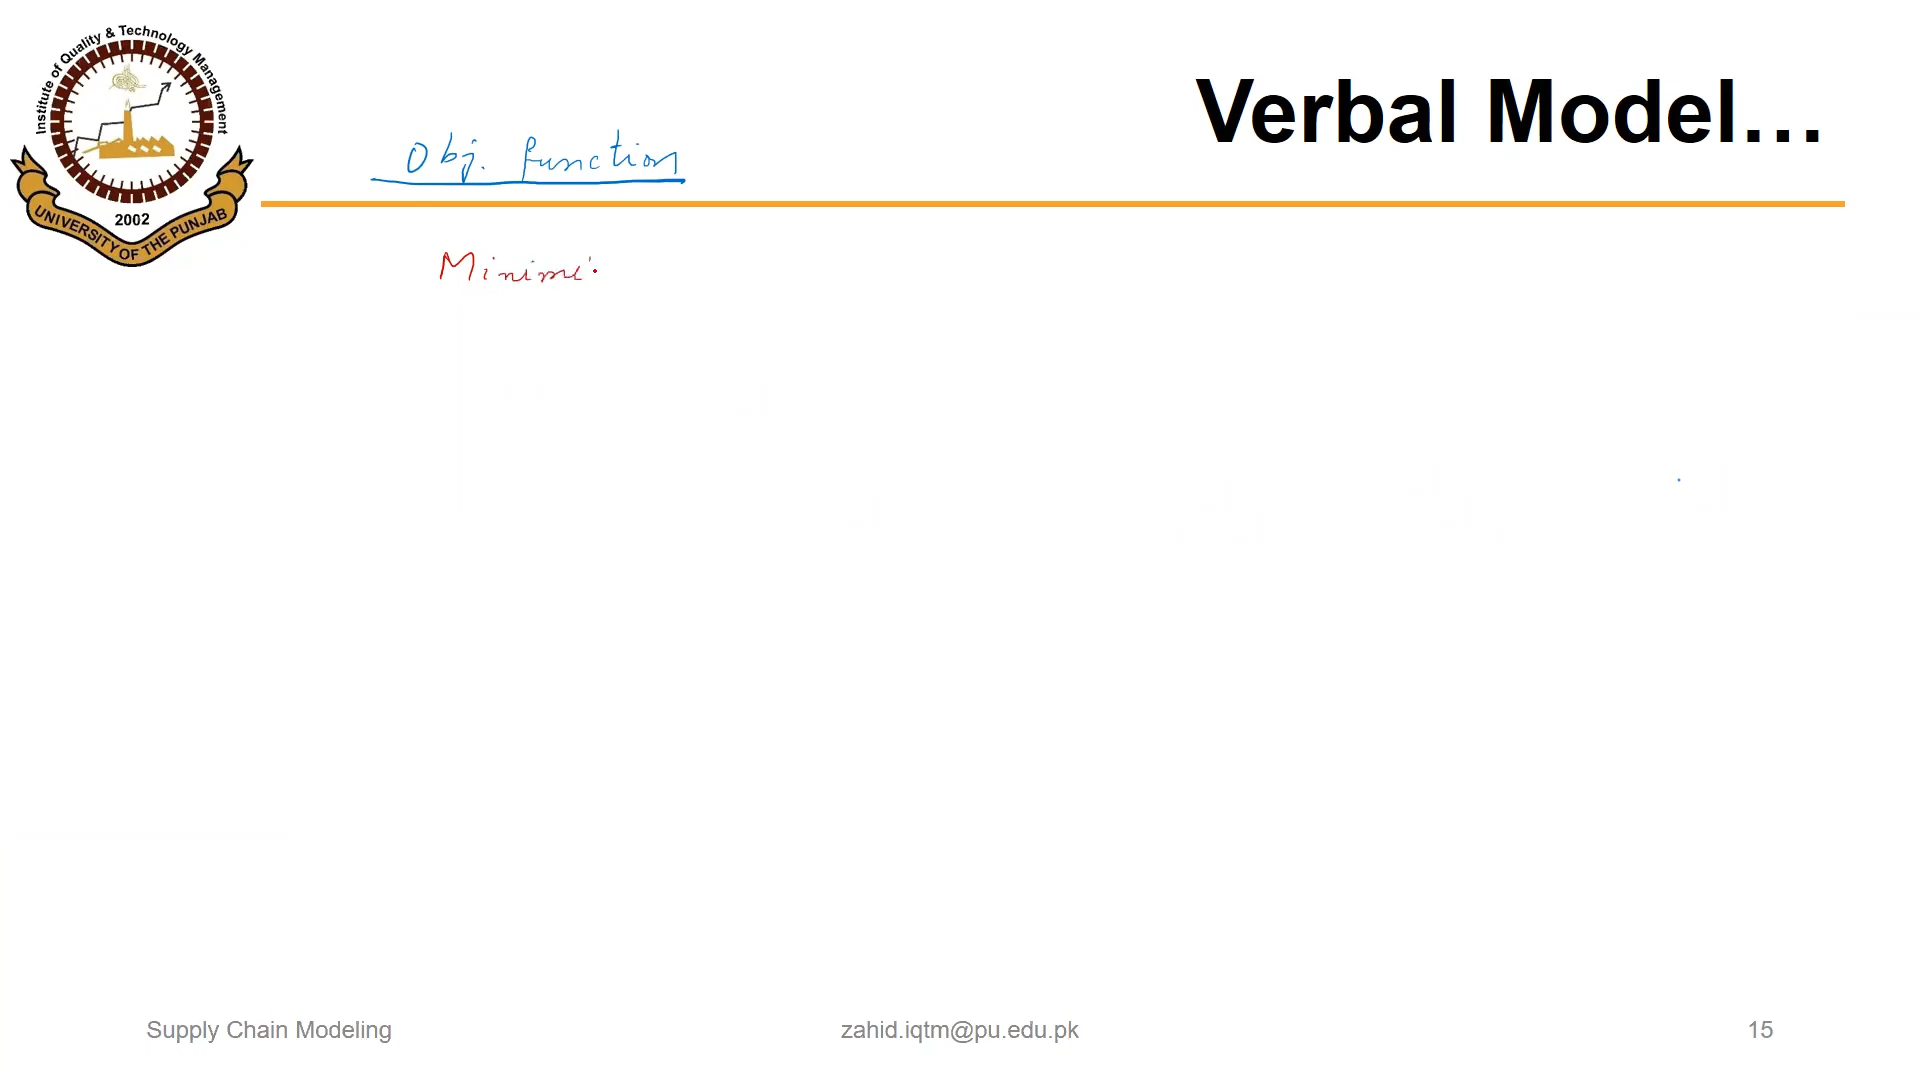 Institute of Quality & Technology Management
2002
UNIVERSITY OF THE PUNJAB
Verbal Model…
Obj. function
Minimi
Supply Chain Modeling
zahid.iqtm@pu.edu.pk
15